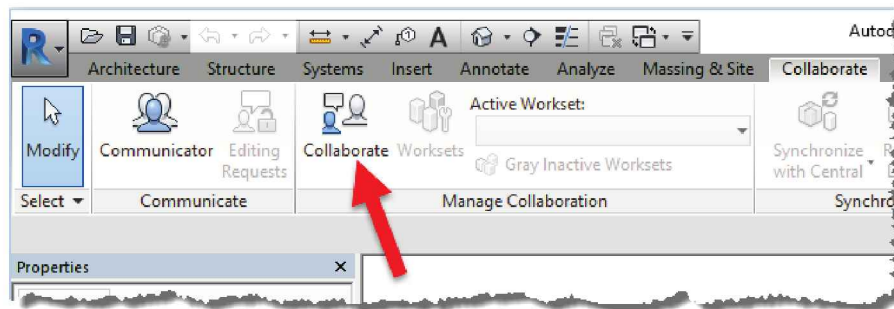 R
A
Autod
Architecture Structure Systems Insert Annotate Analyze Massing & Site Collaborate
Modify
Communicator
Editing
Requests
Collaborate
Worksets
Active Workset:
Gray Inactive Worksets
Synchronize
with Central
R
Select
Communicate
Manage Collaboration
Synchro
Properties